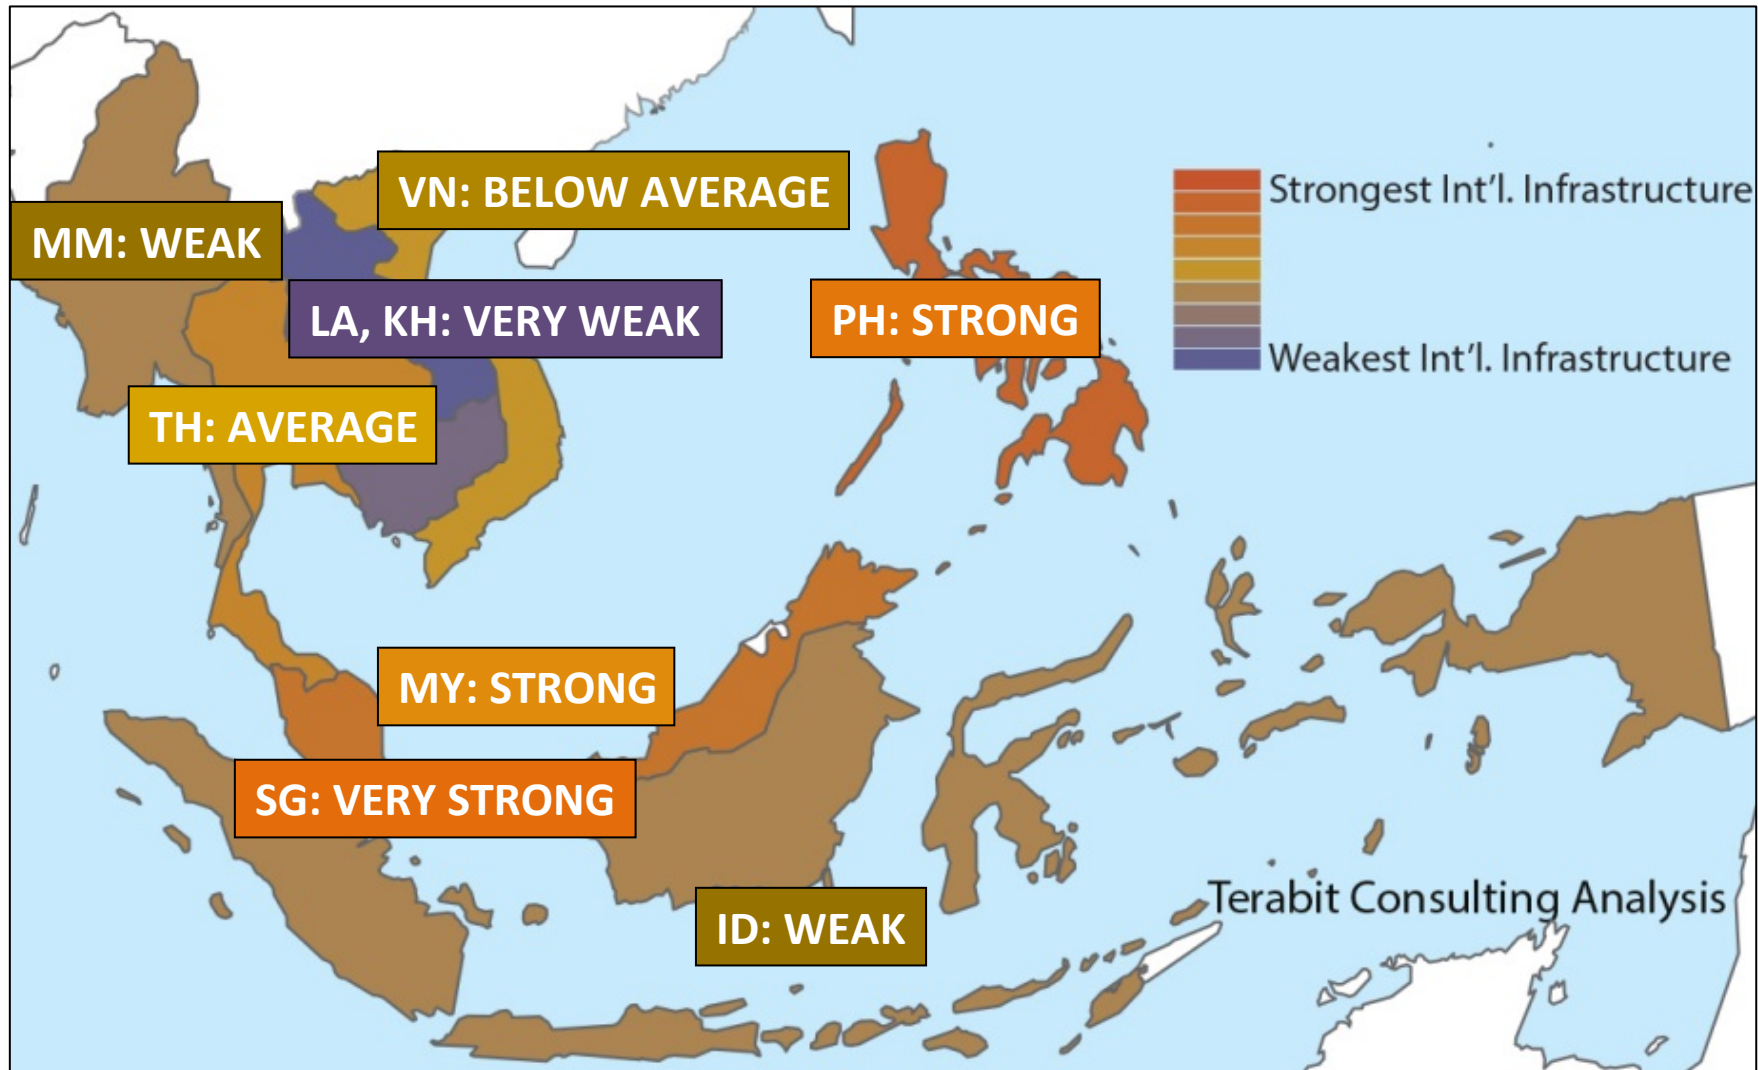 VN: BELOW AVERAGE
Strongest Int'l. Infrastructure
MM: WEAK
LA, KH: VERY WEAK
PH: STRONG
Weakest Int'l. Infrastructure
TH: AVERAGE
MY: STRONG
SG: VERY STRONG
Terabit Consulting Analysis
ID: WEAK